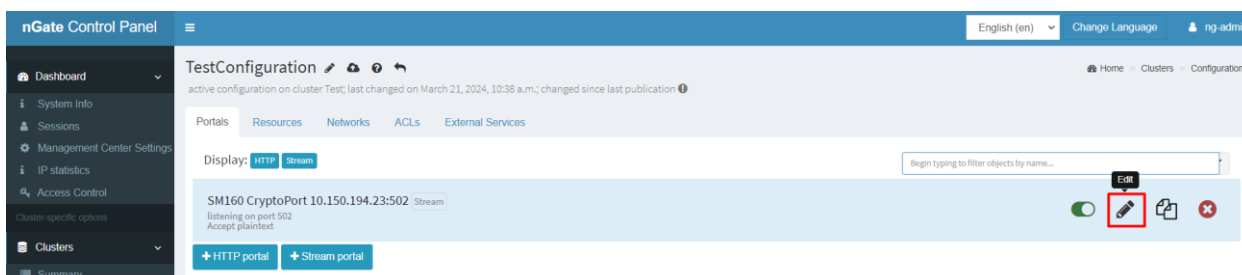 nGate Control Panel
English (en)
Change Language
ng-admi
Dashboard
System Info
Sessions
Management Center Settings
IP statistics
Access Control
Cluster-specific options
Clusters
Summary
TestConfiguration
Home > Clusters > Configuration
active configuration on cluster Test; last changed on March 21, 2024, 10:38 a.m.; changed since last publication
Portals Resources Networks ACLs External Services
Display: HTTP Stream
Begin typing to filter objects by name...
Edit
SM160 CryptoPort 10.150.194.23:502 Stream
listening on port 502
Accept plaintext
+ HTTP portal + Stream portal